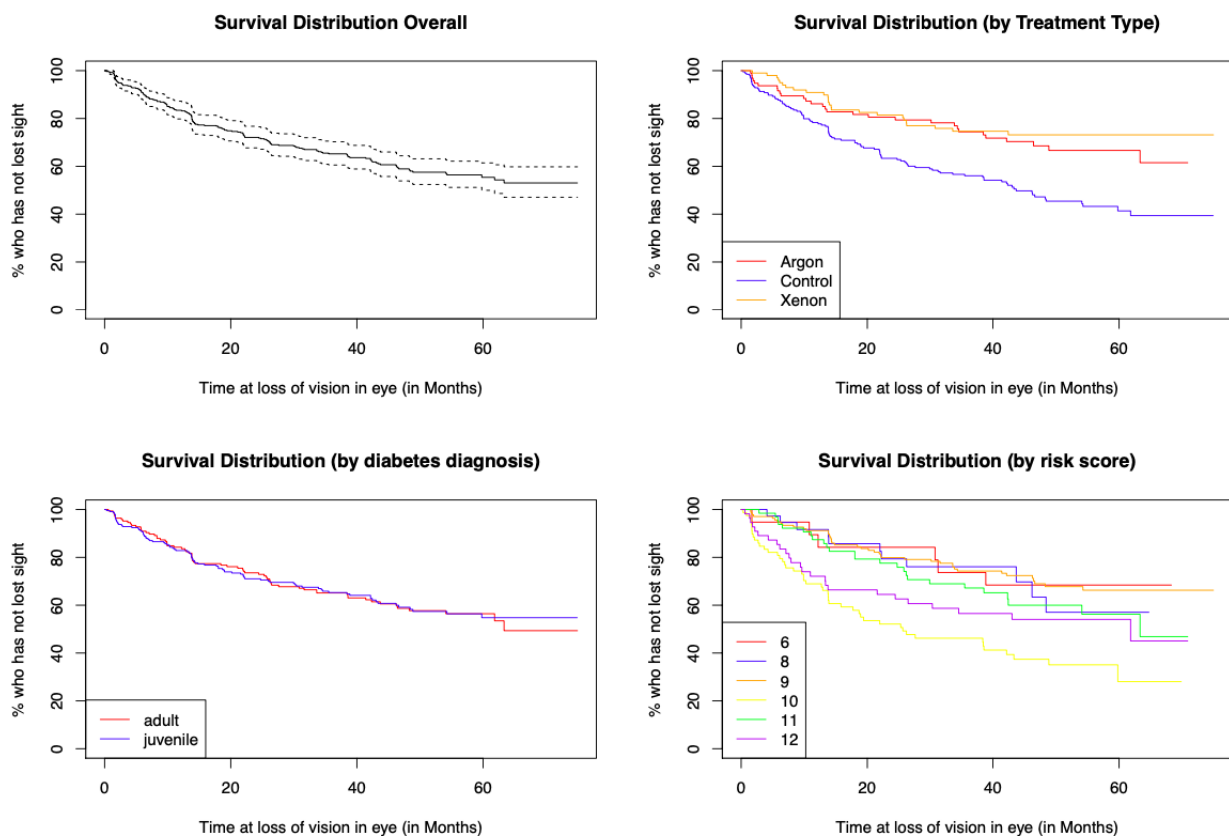 Survival Distribution Overall
% who has not lost sight
100
80
60
40
20
0
0 20 40 60
Time at loss of vision in eye (in Months)
Survival Distribution (by Treatment Type)
% who has not lost sight
100
80
60
40
20
0
Argon
Control
Xenon
0 20 40 60
Time at loss of vision in eye (in Months)
Survival Distribution (by diabetes diagnosis)
% who has not lost sight
100
80
60
40
20
0
adult
juvenile
0 20 40 60
Time at loss of vision in eye (in Months)
Survival Distribution (by risk score)
% who has not lost sight
100
80
60
40
20
0
6
8
9
10
11
12
0 20 40 60
Time at loss of vision in eye (in Months)